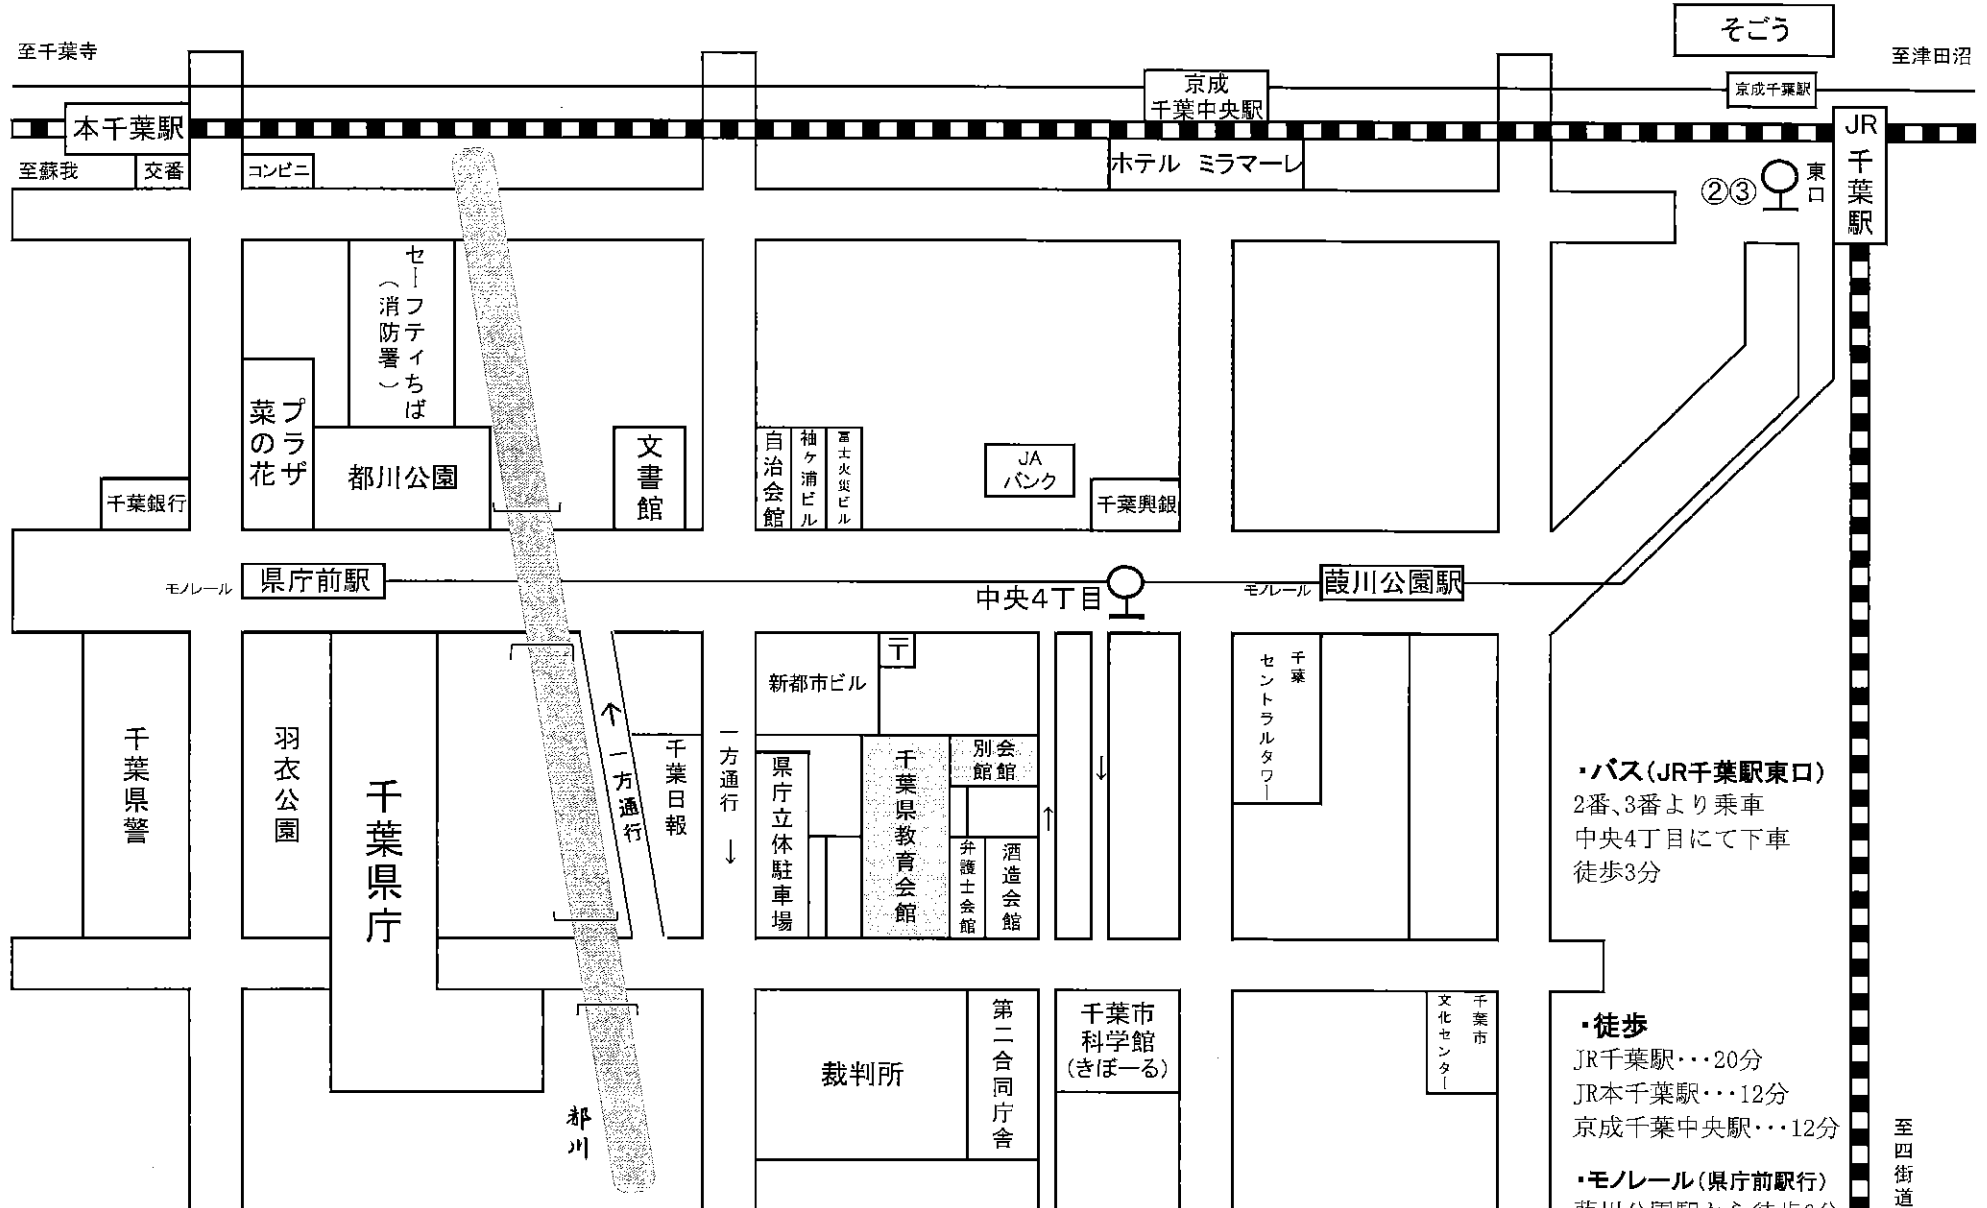 そごう
至千葉寺
至津田沼
京成
千葉中央駅
京成千葉駅
本千葉駅
JR
千葉駅
至蘇我
交番
コンビニ
ホテル ミラマーレ
②③
東口
セーフティちば
(消防署)
プラザ
菜の花
都川公園
文書館
自治会館
袖ヶ浦ビル
富士火災ビル
JA
バンク
千葉銀行
千葉興銀
モノレール
県庁前駅
中央4丁目
モノレール
葭川公園駅
千葉県警
羽衣公園
千葉県庁
↑一方通行
千葉日報
一方通行↓
新都市ビル
〒
県庁立体駐車場
千葉県教育会館
会館
別館
弁護士会館
酒造会館
↑
↓
千葉
セントラルタワー
・バス(JR千葉駅東口)
2番、3番より乗車
中央4丁目にて下車
徒歩3分
裁判所
第二合同庁舎
千葉市
科学館
(きぼーる)
千葉市
文化センター
都川
・徒歩
JR千葉駅・・・20分
JR本千葉駅・・・12分
京成千葉中央駅・・・12分
・モノレール(県庁前駅行)
至四街道